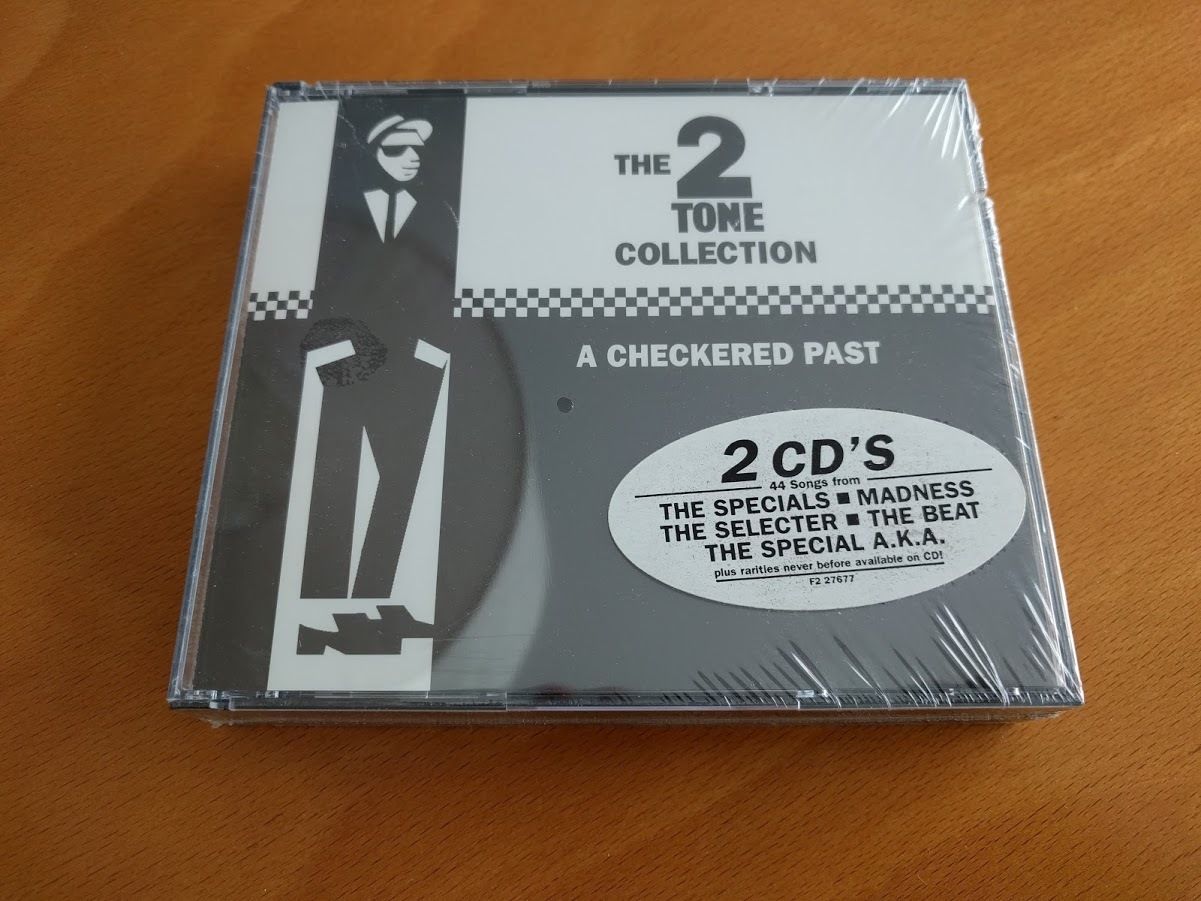 THE 2
TONE
COLLECTION
A CHECKERED PAST
2 CD'S
44 Songs from
THE SPECIALS ■ MADNESS
THE SELECTER ■ THE BEAT
THE SPECIAL A.K.A.
plus rarities never before available on CD!
F2 27677